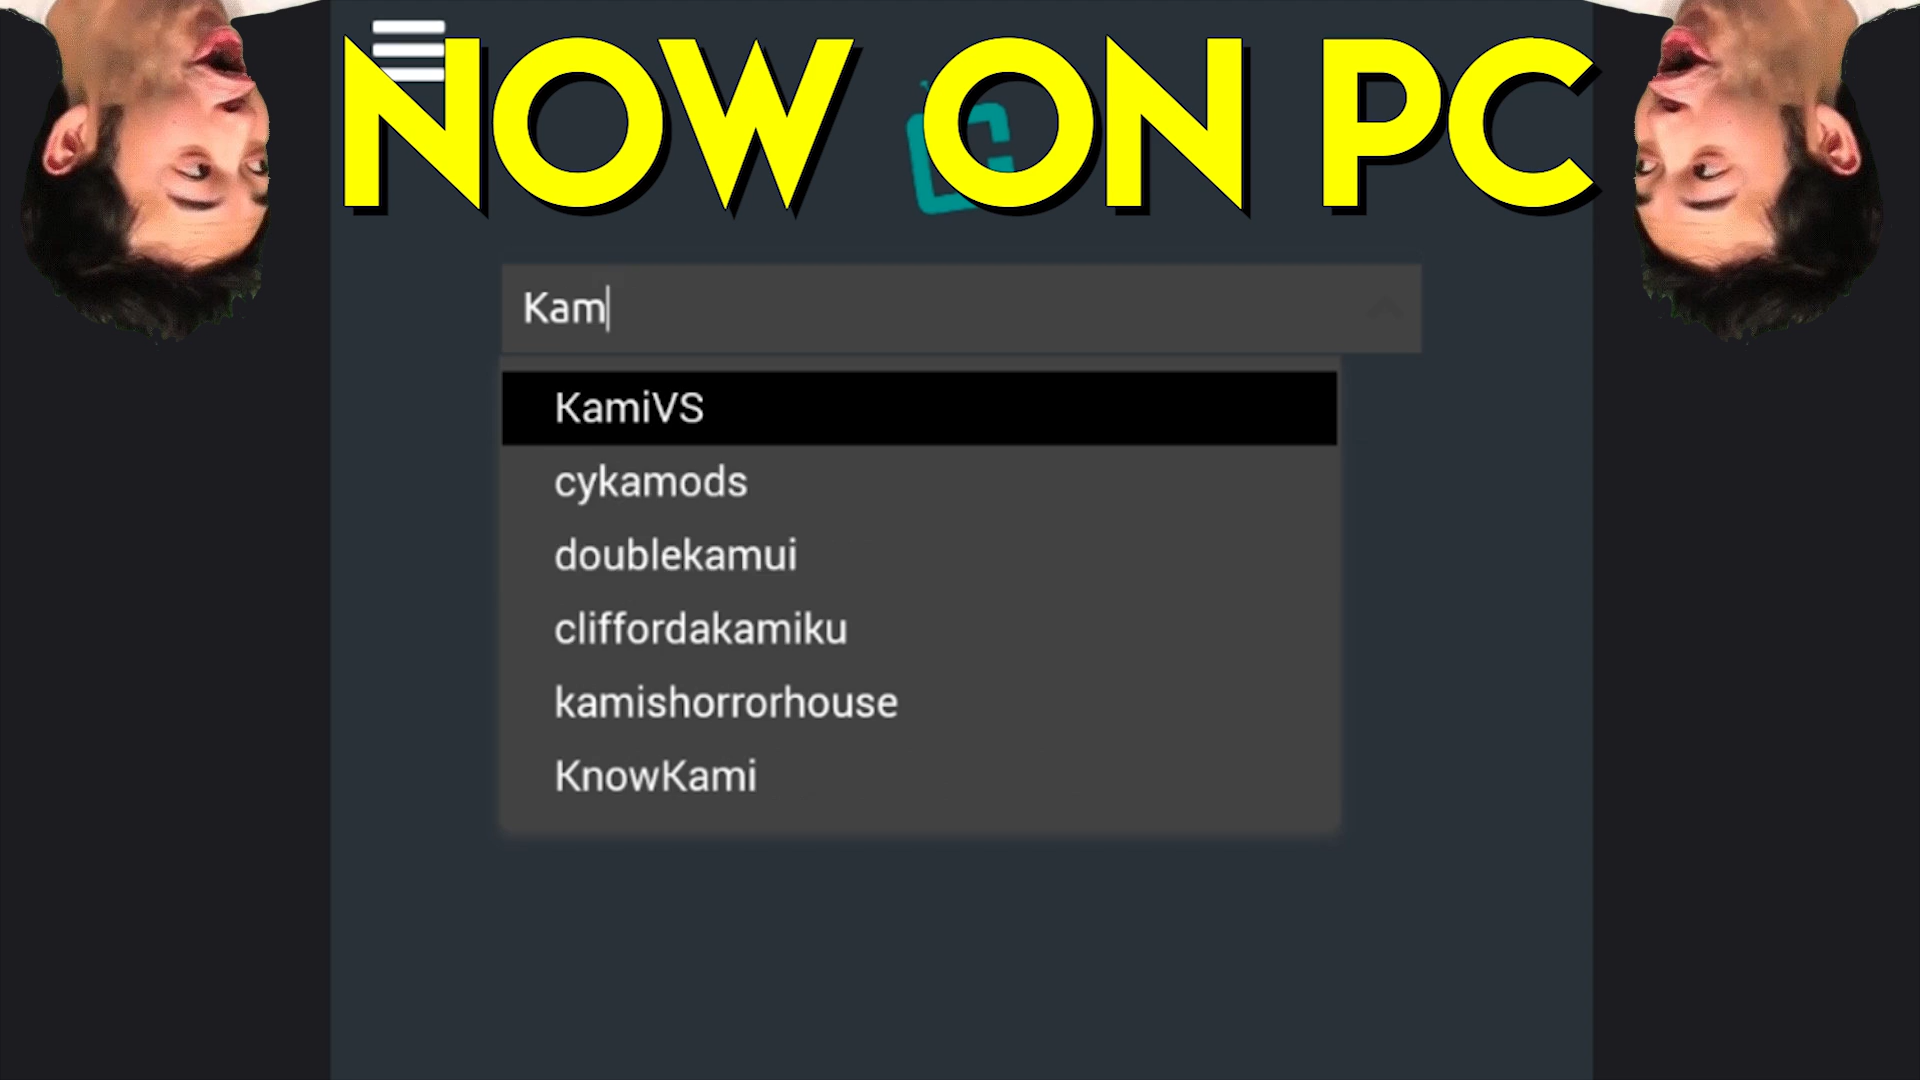 NOW ON PC
Kam
KamiVS
cykamods
doublekamui
cliffordakamiku
kamishorrorhouse
KnowKami